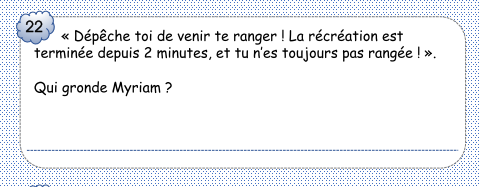 22
« Dépêche toi de venir te ranger ! La récréation est
terminée depuis 2 minutes, et tu n'es toujours pas rangée ! ».
Qui gronde Myriam ?